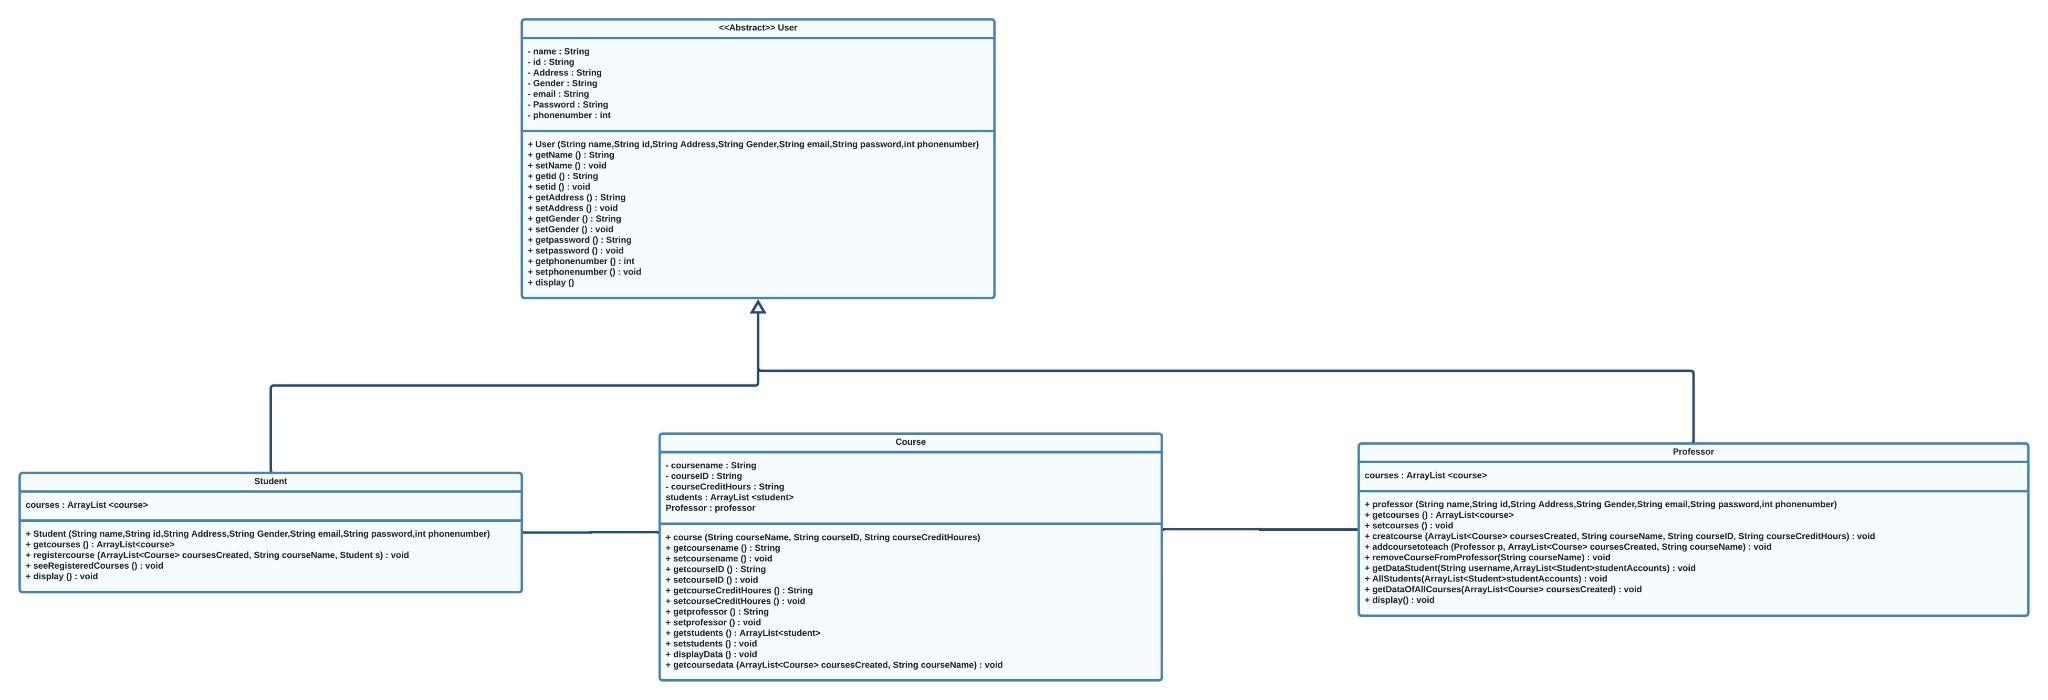 <<Abstract>> User
- name : String
- id : String
- Address : String
- Gender : String
- email : String
- Password : String
- phonenumber : int
+ User (String name,String id,String Address,String Gender,String email,String password,int phonenumber)
+ getName () : String
+ setName () : void
+ getid () : String
+ setid () : void
+ getAddress () : String
+ setAddress () : void
+ getGender () : String
+ setGender () : void
+ getpassword () : String
+ setpassword () : void
+ getphonenumber () : int
+ setphonenumber () : void
+ display ()
Student
courses : ArrayList <course>
+ Student (String name,String id,String Address,String Gender,String email,String password,int phonenumber)
+ getcourses () : ArrayList<course>
+ registercourse (ArrayList<Course> coursesCreated, String courseName, Student s) : void
+ seeRegisteredCourses () : void
+ display () : void
Course
- coursename : String
- courseID : String
- courseCreditHours : String
students : ArrayList <student>
Professor : professor
+ course (String courseName, String courseID, String courseCreditHoures)
+ getcoursename () : String
+ setcoursename () : void
+ getcourseID () : String
+ setcourseID () : void
+ getcourseCreditHoures () : String
+ setcourseCreditHoures () : void
+ getprofessor () : String
+ setprofessor () : void
+ getstudents () : ArrayList<student>
+ setstudents () : void
+ displayData () : void
+ getcoursedata (ArrayList<Course> coursesCreated, String courseName) : void
Professor
courses : ArrayList <course>
+ professor (String name,String id,String Address,String Gender,String email,String password,int phonenumber)
+ getcourses () : ArrayList<course>
+ setcourses () : void
+ creatcourse (ArrayList<Course> coursesCreated, String courseName, String courseID, String courseCreditHours) : void
+ addcoursetoteach (Professor p, ArrayList<Course> coursesCreated, String courseName) : void
+ removeCourseFromProfessor(String courseName) : void
+ getDataStudent(String username,ArrayList<Student>studentAccounts) : void
+ AllStudents(ArrayList<Student>studentAccounts) : void
+ getDataOfAllCourses(ArrayList<Course> coursesCreated) : void
+ display() : void